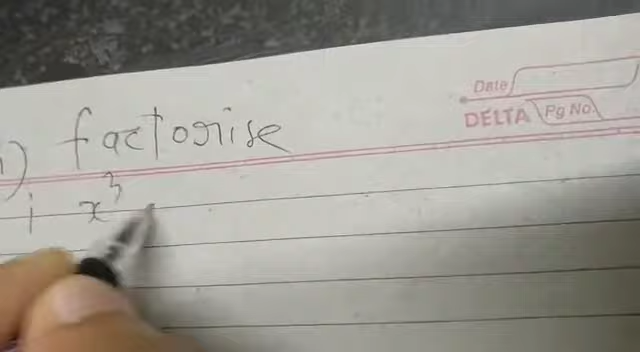 Date
DELTA Pg No.
) factorise
i x³